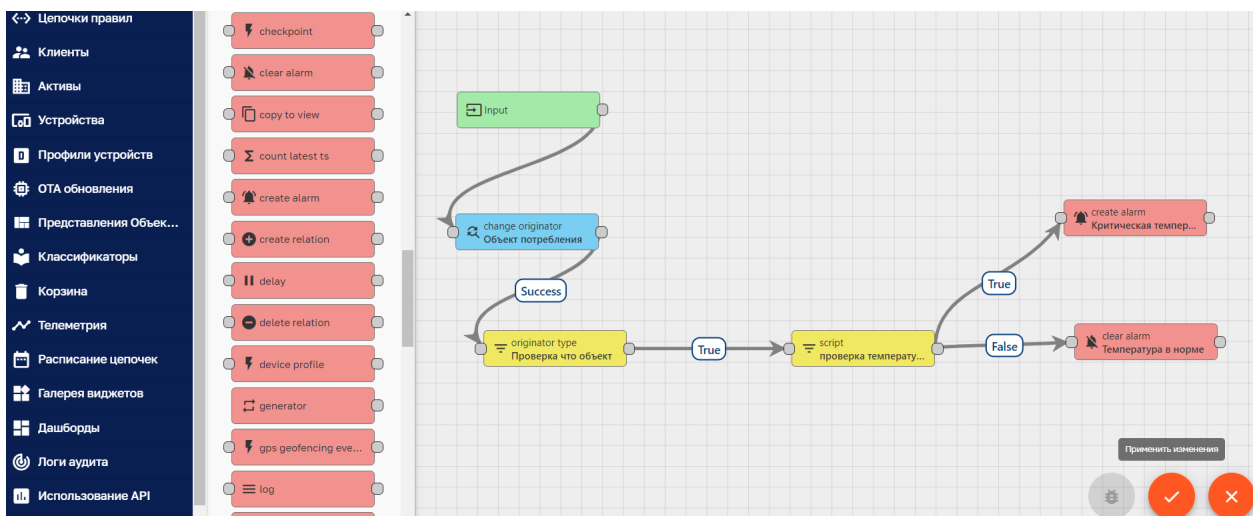 Цепочки правил
Клиенты
Активы
Устройства
Профили устройств
OTA обновления
Представления Объек...
Классификаторы
Корзина
Телеметрия
Расписание цепочек
Галерея виджетов
Дашборды
Логи аудита
Использование API
checkpoint
clear alarm
copy to view
count latest ts
create alarm
create relation
delay
delete relation
device profile
generator
gps geofencing eve...
log
Input
change originator
Объект потребления
Success
originator type
Проверка что объект
True
script
проверка температу...
True
False
create alarm
Критическая темпер...
clear alarm
Температура в норме
Применить изменения